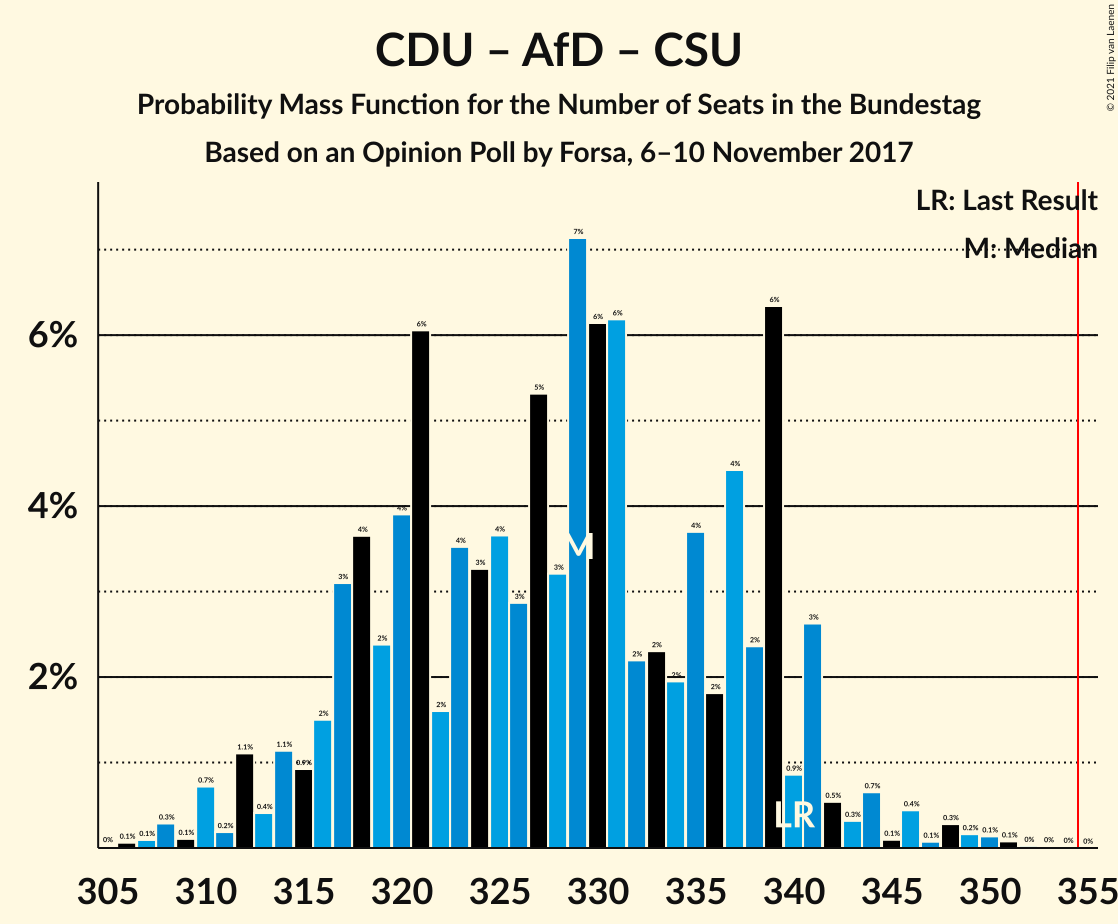 CDU – AfD – CSU
Probability Mass Function for the Number of Seats in the Bundestag
Based on an Opinion Poll by Forsa, 6–10 November 2017
© 2021 Filip van Laenen
LR: Last Result
M: Median
6%
4%
2%
0% 0.1% 0.1% 0.3% 0.1% 0.7% 0.2% 1.1% 0.4% 1.1% 0.9% 2% 3% 4% 2% 4% 6% 2% 4% 3% 4% 3% 5% 3% 7% 6% 6% 2% 2% 2% 4% 2% 4% 2% 6% 0.9% 3% 0.5% 0.3% 0.7% 0.1% 0.4% 0.1% 0.3% 0.2% 0.1% 0.1% 0% 0% 0% 0%
M
LR
305 310 315 320 325 330 335 340 345 350 355